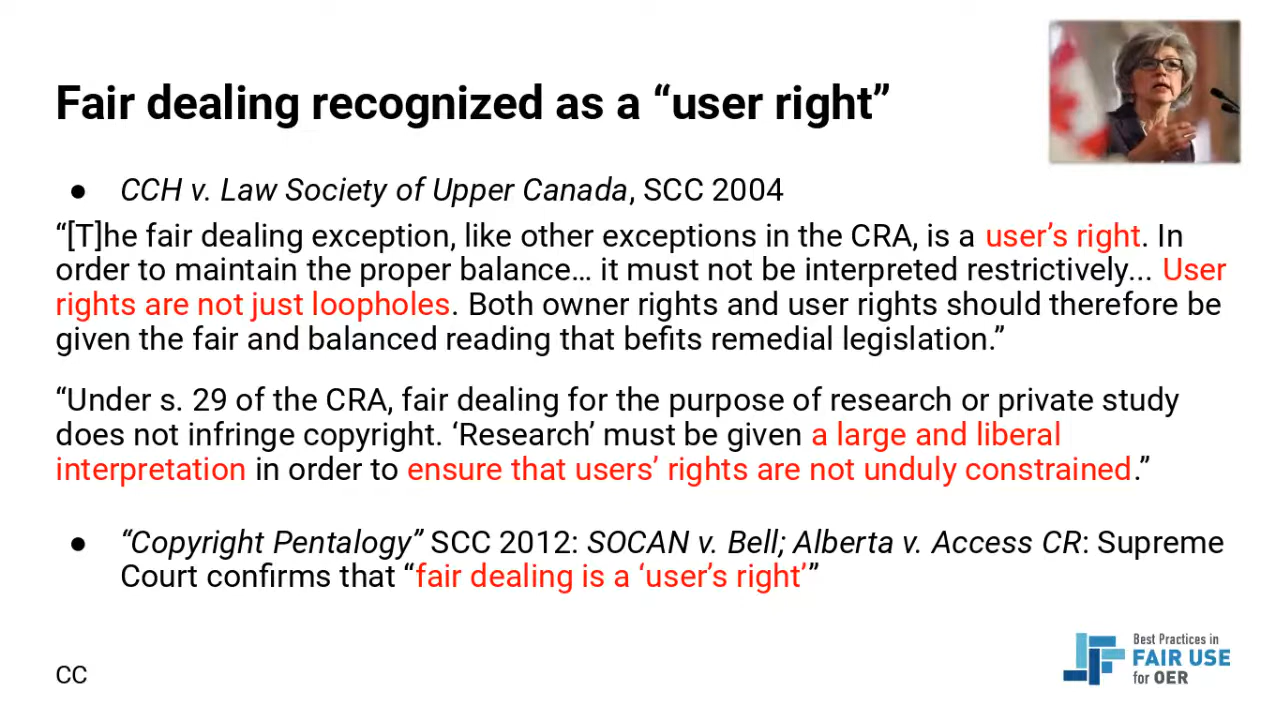 Fair dealing recognized as a “user right”
● CCH v. Law Society of Upper Canada, SCC 2004
“[T]he fair dealing exception, like other exceptions in the CRA, is a user’s right. In
order to maintain the proper balance… it must not be interpreted restrictively... User
rights are not just loopholes. Both owner rights and user rights should therefore be
given the fair and balanced reading that befits remedial legislation.”
“Under s. 29 of the CRA, fair dealing for the purpose of research or private study
does not infringe copyright. ‘Research’ must be given a large and liberal
interpretation in order to ensure that users’ rights are not unduly constrained.”
● “Copyright Pentalogy” SCC 2012: SOCAN v. Bell; Alberta v. Access CR: Supreme
Court confirms that “fair dealing is a ‘user’s right’”
CC
Best Practices in
FAIR USE
for OER